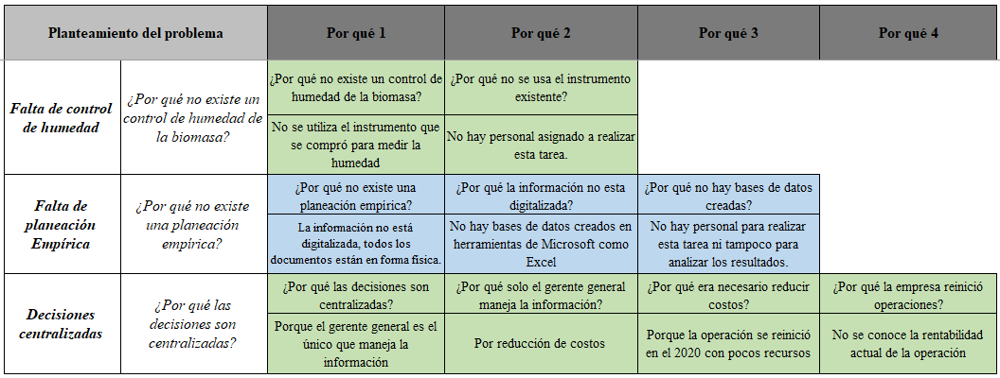 Planteamiento del problema
Por qué 1
Por qué 2
Por qué 3
Por qué 4
Falta de control
de humedad
¿Por qué no existe un
control de humedad de
la biomasa?
¿Por qué no existe un control de
humedad de la biomasa?
¿Por qué no se usa el instrumento
existente?
No se utiliza el instrumento que
se compró para medir la
humedad
No hay personal asignado a realizar
esta tarea.
Falta de
planeación
Empírica
¿Por qué no existe
una planeación
empírica?
¿Por qué no existe una
planeación empirica?
¿Por qué la información no esta
digitalizada?
¿Por qué no hay bases de datos
creadas?
La información no está
digitalizada, todos los
documentos están en forma física.
No hay bases de datos creados en
herramientas de Microsoft como
Excel
No hay personal para realizar
esta tarea ni tampoco para
analizar los resultados.
Decisiones
centralizadas
¿Por qué las
decisiones son
centralizadas?
¿Por qué las decisiones son
centralizadas?
¿Por qué solo el gerente general
maneja la información?
¿Por qué era necesario reducir
costos?
¿Por qué la empresa reinició
operaciones?
Porque el gerente general es el
único que maneja la
información
Por reducción de costos
Porque la operación se reinició
en el 2020 con pocos recursos
No se conoce la rentabilidad
actual de la operación